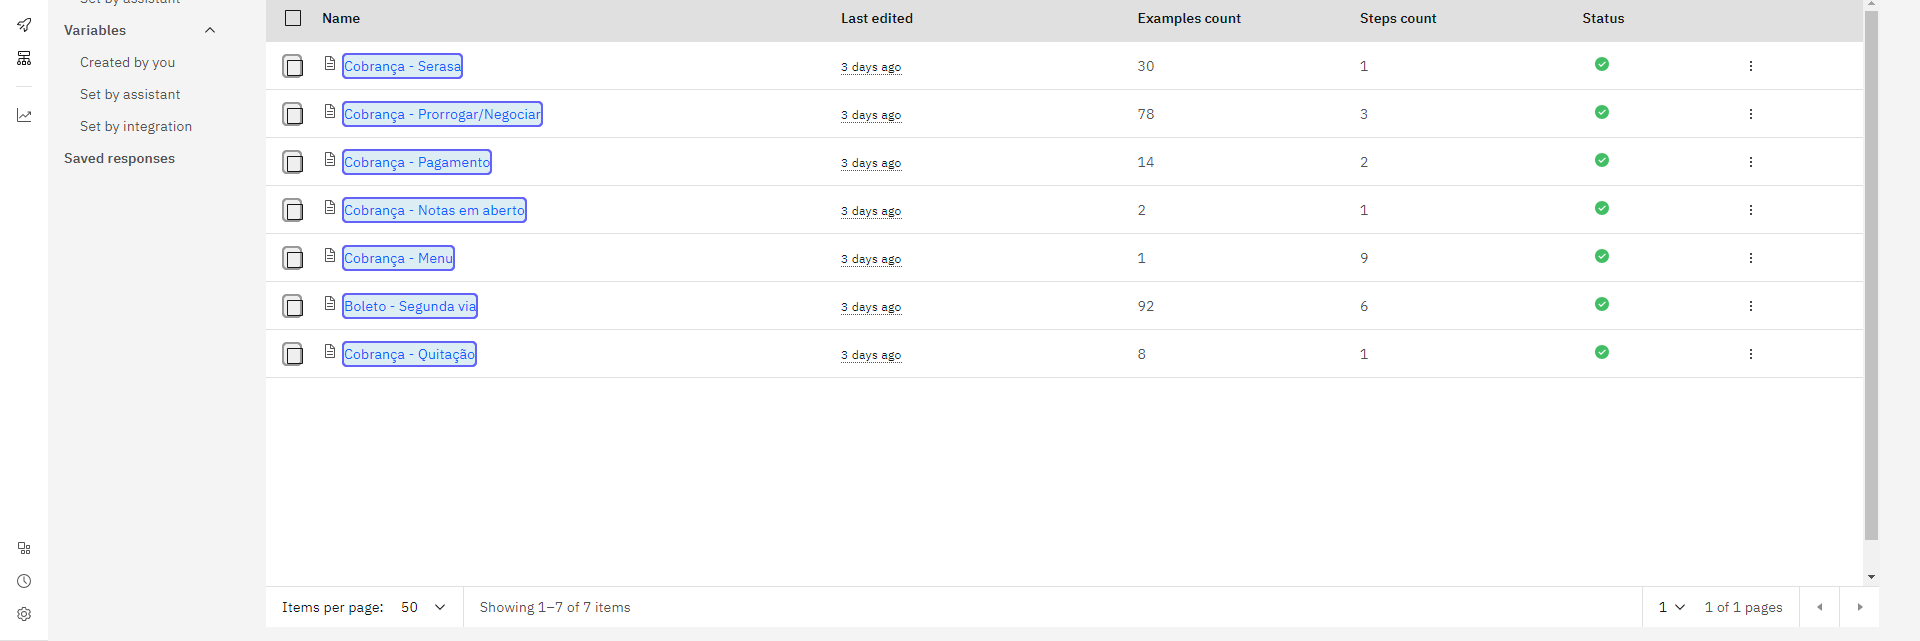 Set by assistant
Variables
Created by you
Set by assistant
Set by integration
Saved responses
Name Last edited Examples count Steps count Status
Cobrança - Serasa 3 days ago 30 1
Cobrança - Prorrogar/Negociar 3 days ago 78 3
Cobrança - Pagamento 3 days ago 14 2
Cobrança - Notas em aberto 3 days ago 2 1
Cobrança - Menu 3 days ago 1 9
Boleto - Segunda via 3 days ago 92 6
Cobrança - Quitação 3 days ago 8 1
Items per page: 50 Showing 1–7 of 7 items 1 1 of 1 pages